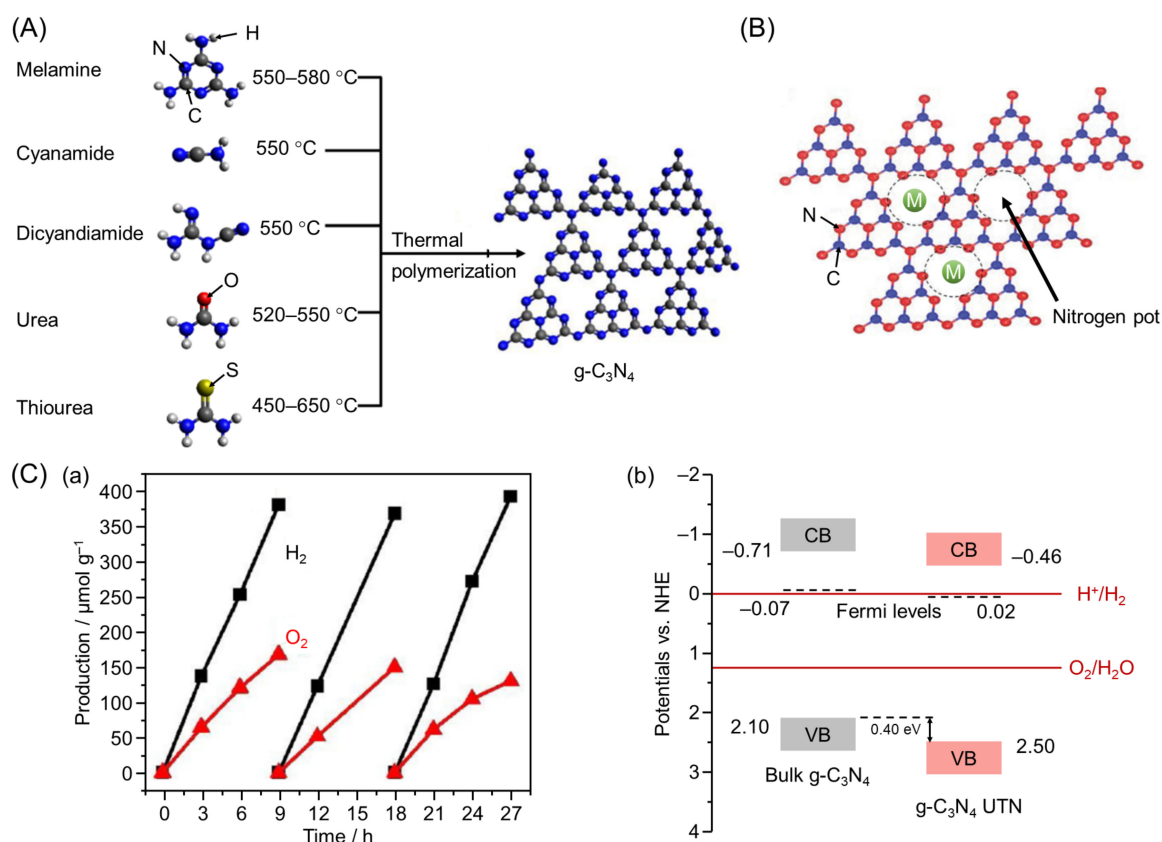 (A)
H
N
Melamine
550–580 °C
C
Cyanamide
550 °C
Dicyandiamide
550 °C
Thermal
polymerization
O
Urea
520–550 °C
g-C₃N₄
S
Thiourea
450–650 °C
(B)
M
N
M
C
Nitrogen pot
(C) (a)
Production / μmol g⁻¹
400
350
300
250
200
150
100
50
0
H₂
O₂
0 3 6 9 12 15 18 21 24 27
Time / h
(b)
Potentials vs. NHE
−2
−1
0
1
2
3
4
CB
−0.71
CB
−0.46
H⁺/H₂
−0.07
Fermi levels
0.02
O₂/H₂O
2.10
VB
0.40 eV
VB
2.50
Bulk g-C₃N₄
g-C₃N₄ UTN